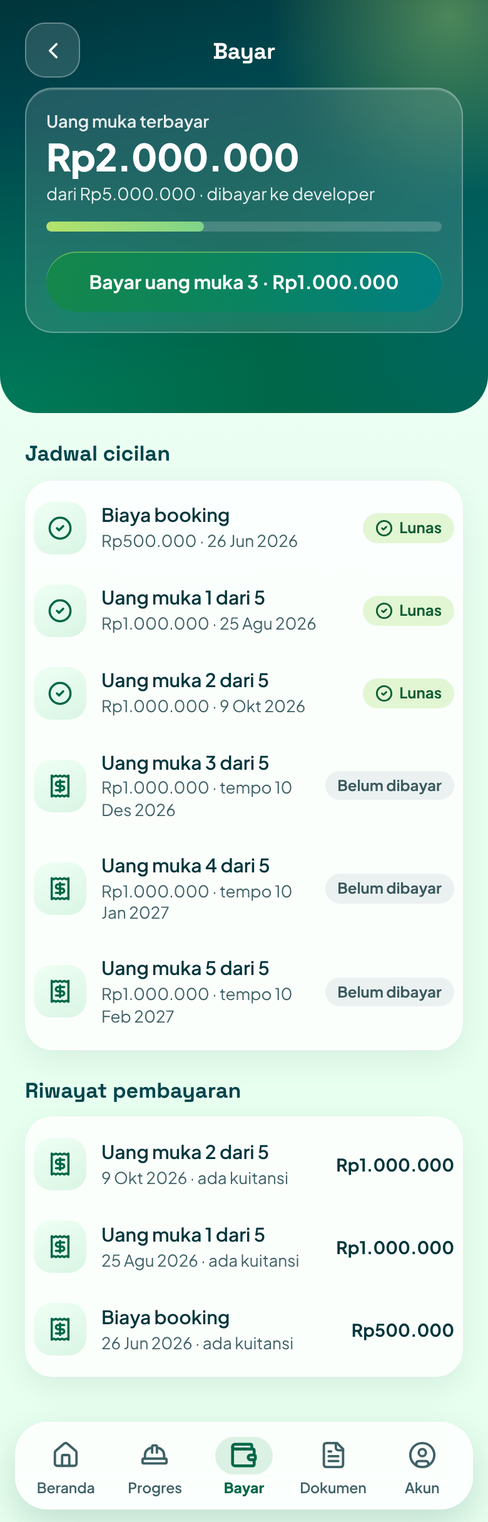 Bayar
Uang muka terbayar
Rp2.000.000
dari Rp5.000.000 · dibayar ke developer
Bayar uang muka 3 · Rp1.000.000
Jadwal cicilan
Biaya booking
Rp500.000 · 26 Jun 2026
Lunas
Uang muka 1 dari 5
Rp1.000.000 · 25 Agu 2026
Lunas
Uang muka 2 dari 5
Rp1.000.000 · 9 Okt 2026
Lunas
Uang muka 3 dari 5
Rp1.000.000 · tempo 10
Des 2026
Belum dibayar
Uang muka 4 dari 5
Rp1.000.000 · tempo 10
Jan 2027
Belum dibayar
Uang muka 5 dari 5
Rp1.000.000 · tempo 10
Feb 2027
Belum dibayar
Riwayat pembayaran
Uang muka 2 dari 5
9 Okt 2026 · ada kuitansi
Rp1.000.000
Uang muka 1 dari 5
25 Agu 2026 · ada kuitansi
Rp1.000.000
Biaya booking
26 Jun 2026 · ada kuitansi
Rp500.000
Beranda
Progres
Bayar
Dokumen
Akun